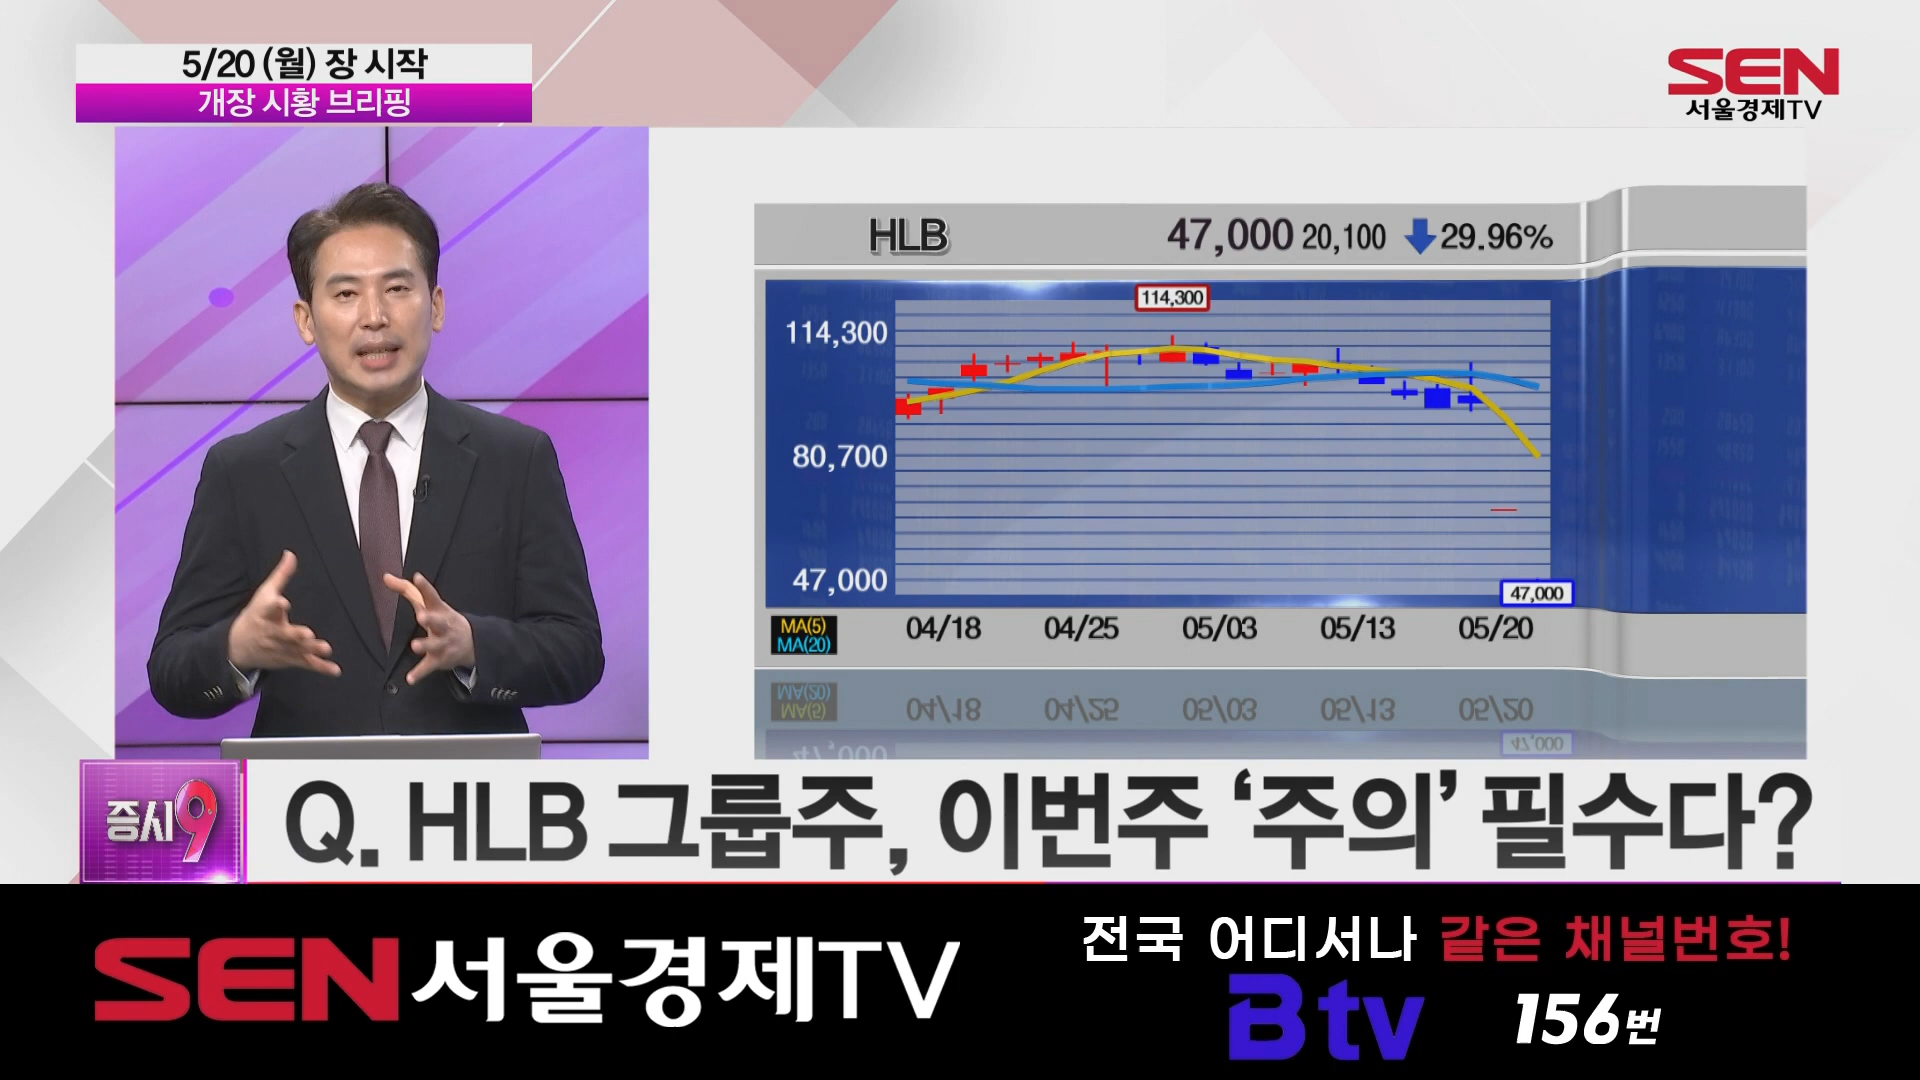 5/20 (월) 장 시작
개장 시황 브리핑
SEN
서울경제TV
HLB 47,000 20,100 29.96%
114,300
114,300
80,700
47,000
47,000
MA(5)
MA(20)
04/18 04/25 05/03 05/13 05/20
증시9
Q. HLB 그룹주, 이번주 ‘주의’ 필수다?
SEN서울경제TV
전국 어디서나 같은 채널번호!
B tv 156번